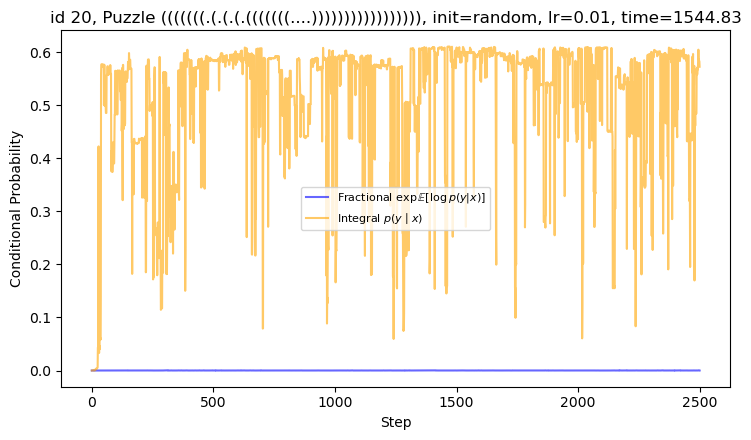 id 20, Puzzle (((((((.(.(.(.(((((((....))))))))))))))))), init=random, lr=0.01, time=1544.83
Conditional Probability
0.6
0.5
0.4
0.3
0.2
0.1
0.0
Fractional exp 𝔼[log p(y|x)]
Integral p(y | x)
0 500 1000 1500 2000 2500
Step